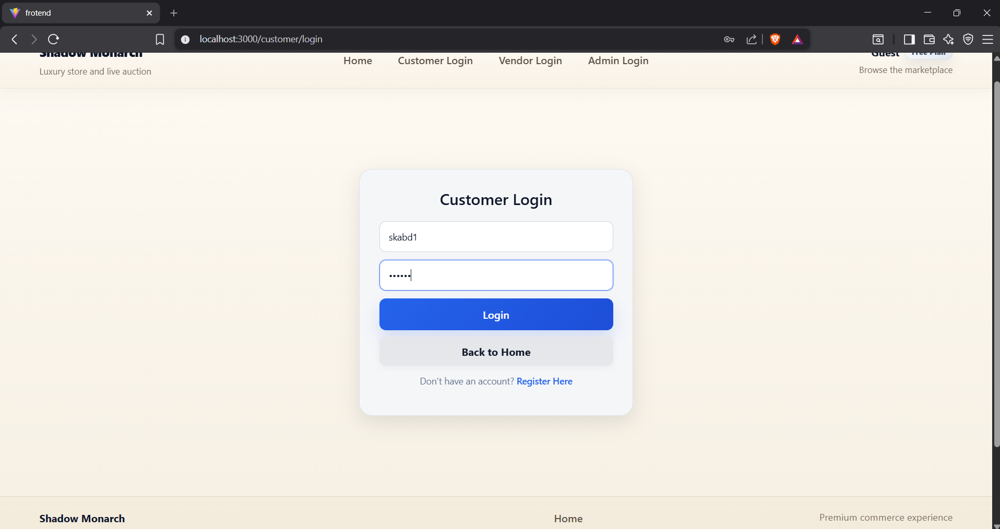 frotend
localhost:3000/customer/login
Shadow Monarch
Luxury store and live auction
Home
Customer Login
Vendor Login
Admin Login
Guest
Free Plan
Browse the marketplace
Customer Login
skabd1
••••••
Login
Back to Home
Don't have an account? Register Here
Shadow Monarch
Home
Premium commerce experience